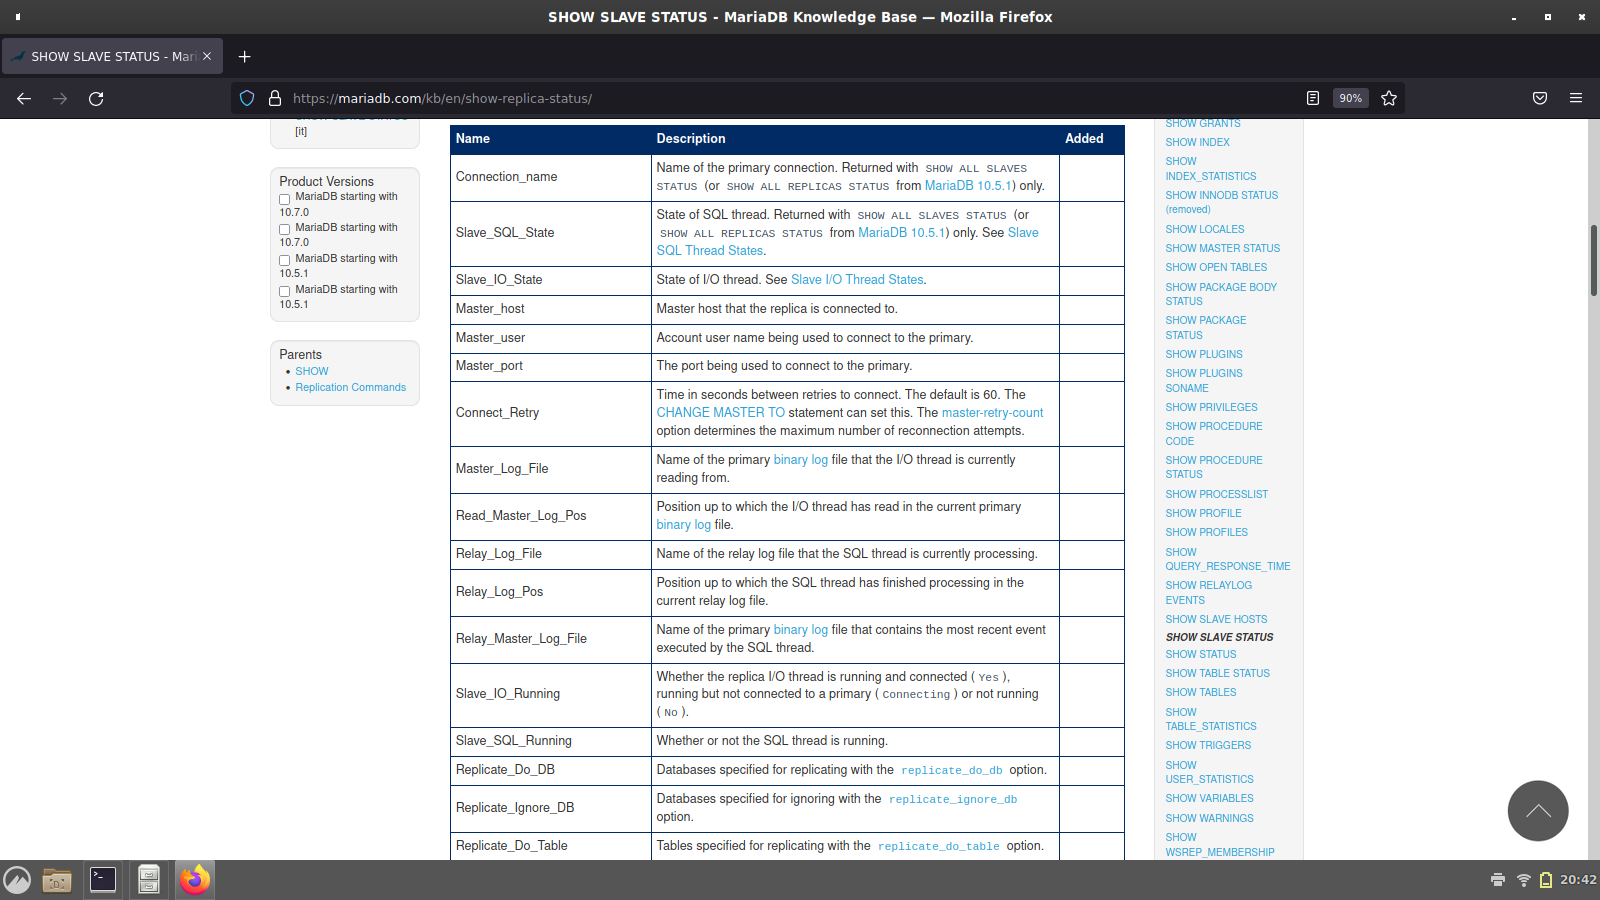 SHOW SLAVE STATUS - MariaDB Knowledge Base — Mozilla Firefox
SHOW SLAVE STATUS - Mari
https://mariadb.com/kb/en/show-replica-status/
90%
[it]
Product Versions
MariaDB starting with
10.7.0
MariaDB starting with
10.7.0
MariaDB starting with
10.5.1
MariaDB starting with
10.5.1
Parents
SHOW
Replication Commands
Name Description Added
Connection_name
Name of the primary connection. Returned with SHOW ALL SLAVES
STATUS (or SHOW ALL REPLICAS STATUS from MariaDB 10.5.1) only.
Slave_SQL_State
State of SQL thread. Returned with SHOW ALL SLAVES STATUS (or
SHOW ALL REPLICAS STATUS from MariaDB 10.5.1) only. See Slave
SQL Thread States.
Slave_IO_State
State of I/O thread. See Slave I/O Thread States.
Master_host
Master host that the replica is connected to.
Master_user
Account user name being used to connect to the primary.
Master_port
The port being used to connect to the primary.
Connect_Retry
Time in seconds between retries to connect. The default is 60. The
CHANGE MASTER TO statement can set this. The master-retry-count
option determines the maximum number of reconnection attempts.
Master_Log_File
Name of the primary binary log file that the I/O thread is currently
reading from.
Read_Master_Log_Pos
Position up to which the I/O thread has read in the current primary
binary log file.
Relay_Log_File
Name of the relay log file that the SQL thread is currently processing.
Relay_Log_Pos
Position up to which the SQL thread has finished processing in the
current relay log file.
Relay_Master_Log_File
Name of the primary binary log file that contains the most recent event
executed by the SQL thread.
Slave_IO_Running
Whether the replica I/O thread is running and connected ( Yes ),
running but not connected to a primary ( Connecting ) or not running
( No ).
Slave_SQL_Running
Whether or not the SQL thread is running.
Replicate_Do_DB
Databases specified for replicating with the replicate_do_db option.
Replicate_Ignore_DB
Databases specified for ignoring with the replicate_ignore_db
option.
Replicate_Do_Table
Tables specified for replicating with the replicate_do_table option.
SHOW GRANTS
SHOW INDEX
SHOW
INDEX_STATISTICS
SHOW INNODB STATUS
(removed)
SHOW LOCALES
SHOW MASTER STATUS
SHOW OPEN TABLES
SHOW PACKAGE BODY
STATUS
SHOW PACKAGE
STATUS
SHOW PLUGINS
SHOW PLUGINS
SONAME
SHOW PRIVILEGES
SHOW PROCEDURE
CODE
SHOW PROCEDURE
STATUS
SHOW PROCESSLIST
SHOW PROFILE
SHOW PROFILES
SHOW
QUERY_RESPONSE_TIME
SHOW RELAYLOG
EVENTS
SHOW SLAVE HOSTS
SHOW SLAVE STATUS
SHOW STATUS
SHOW TABLE STATUS
SHOW TABLES
SHOW
TABLE_STATISTICS
SHOW TRIGGERS
SHOW
USER_STATISTICS
SHOW VARIABLES
SHOW WARNINGS
SHOW
WSREP_MEMBERSHIP
20:42